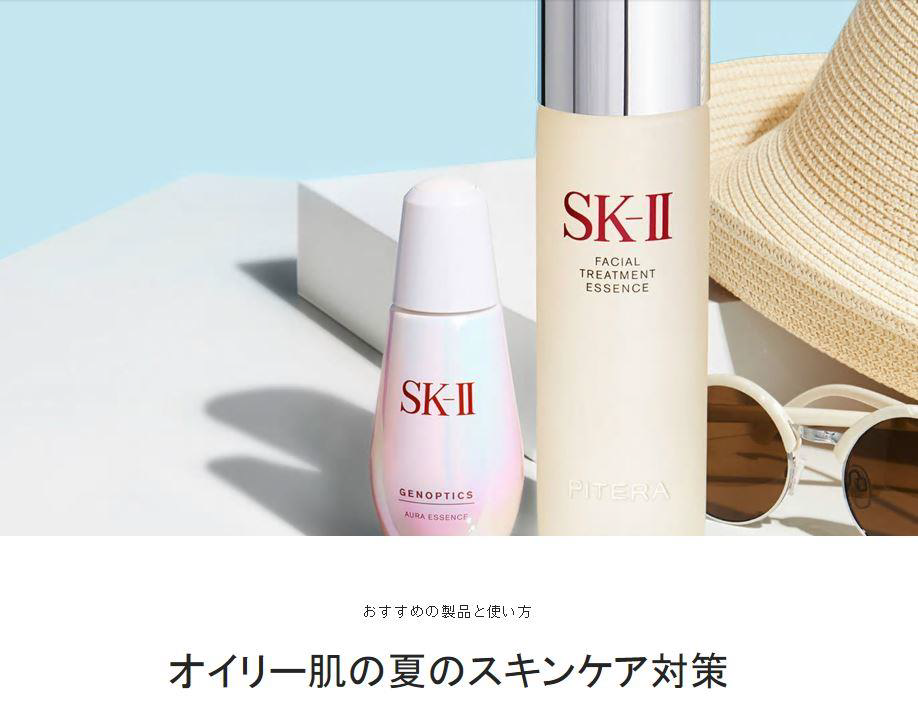 SK-II
FACIAL
TREATMENT
ESSENCE
SK-II
GENOPTICS
AURA ESSENCE
PITERA
おすすめの製品と使い方
オイリー肌の夏のスキンケア対策